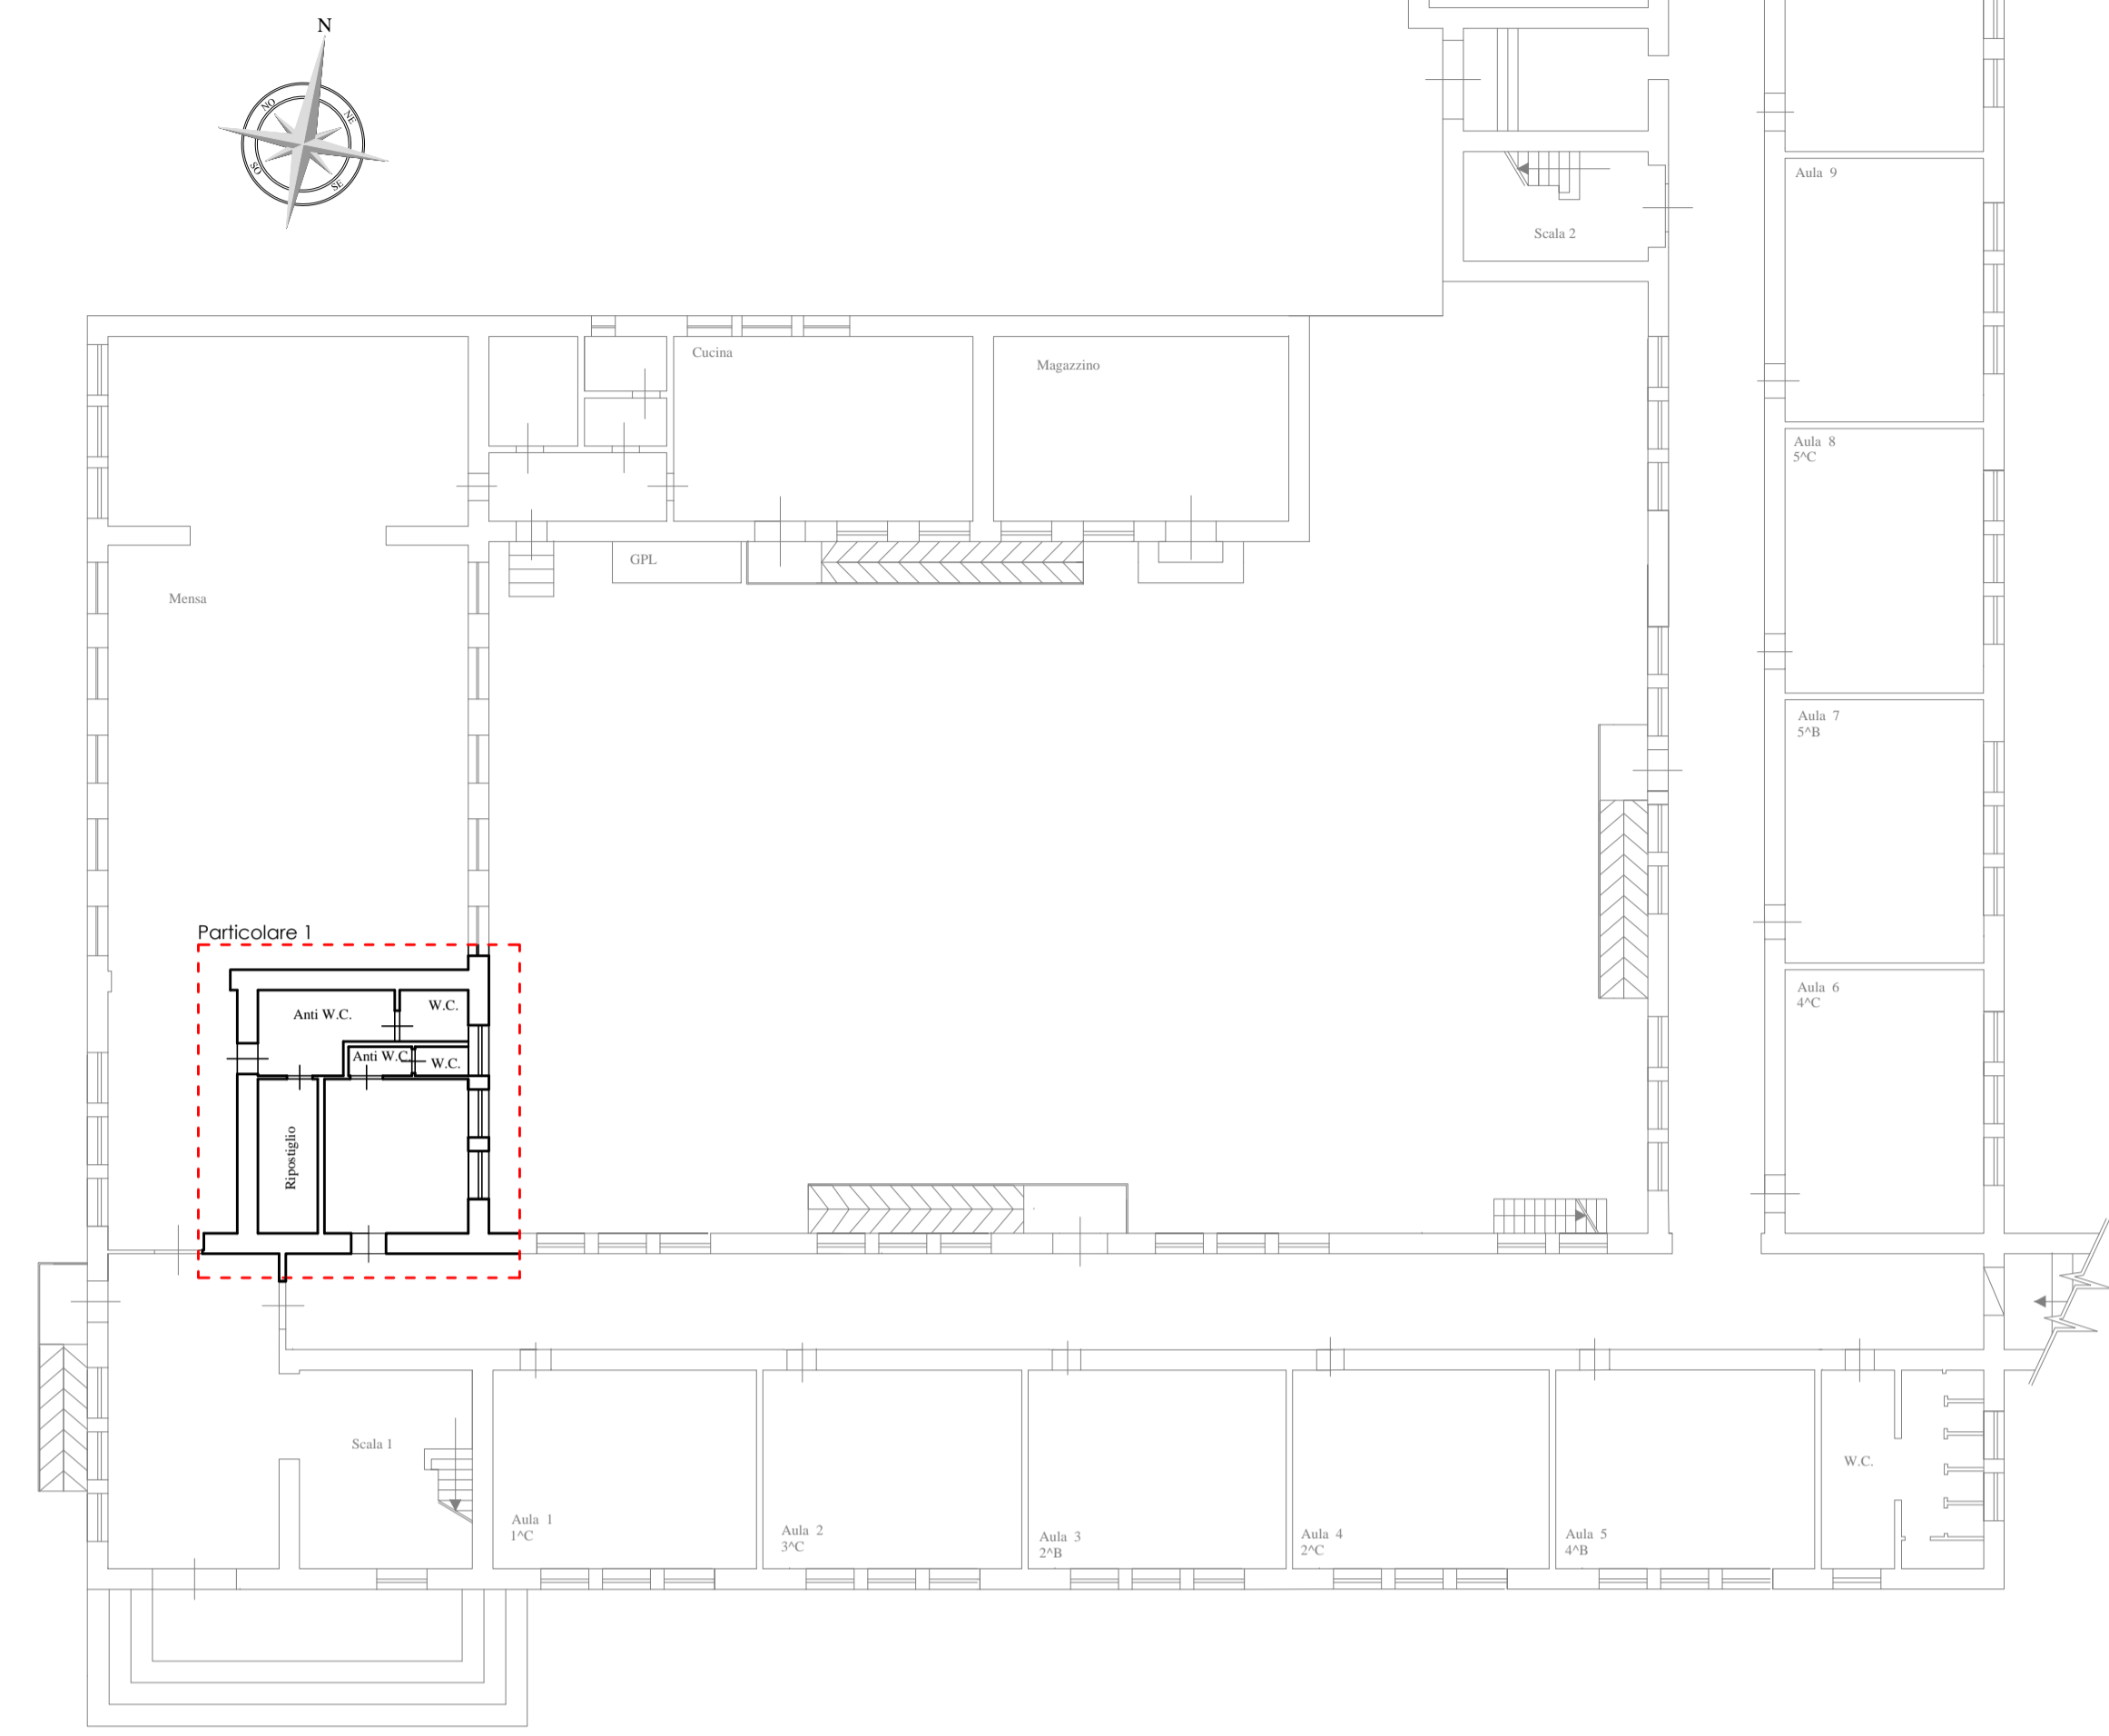 N
NO
NE
SO
SE
Aula 9
Scala 2
Cucina
Magazzino
Aula 8
5^C
GPL
Mensa
Aula 7
5^B
Particolare 1
Anti W.C.
W.C.
Anti W.C.
W.C.
Ripostiglio
Aula 6
4^C
Scala 1
Aula 1
1^C
Aula 2
3^C
Aula 3
2^B
Aula 4
2^C
Aula 5
4^B
W.C.